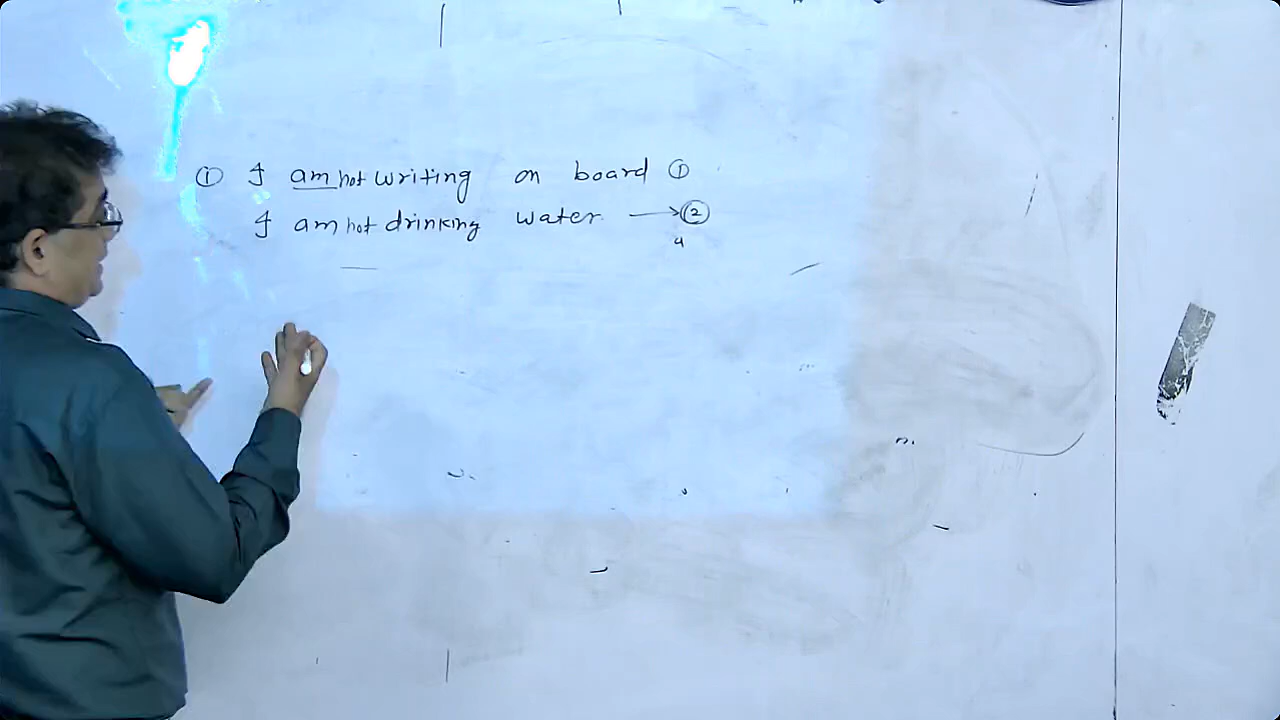 ① I am not writing on board ①
I am not drinking water. → ②